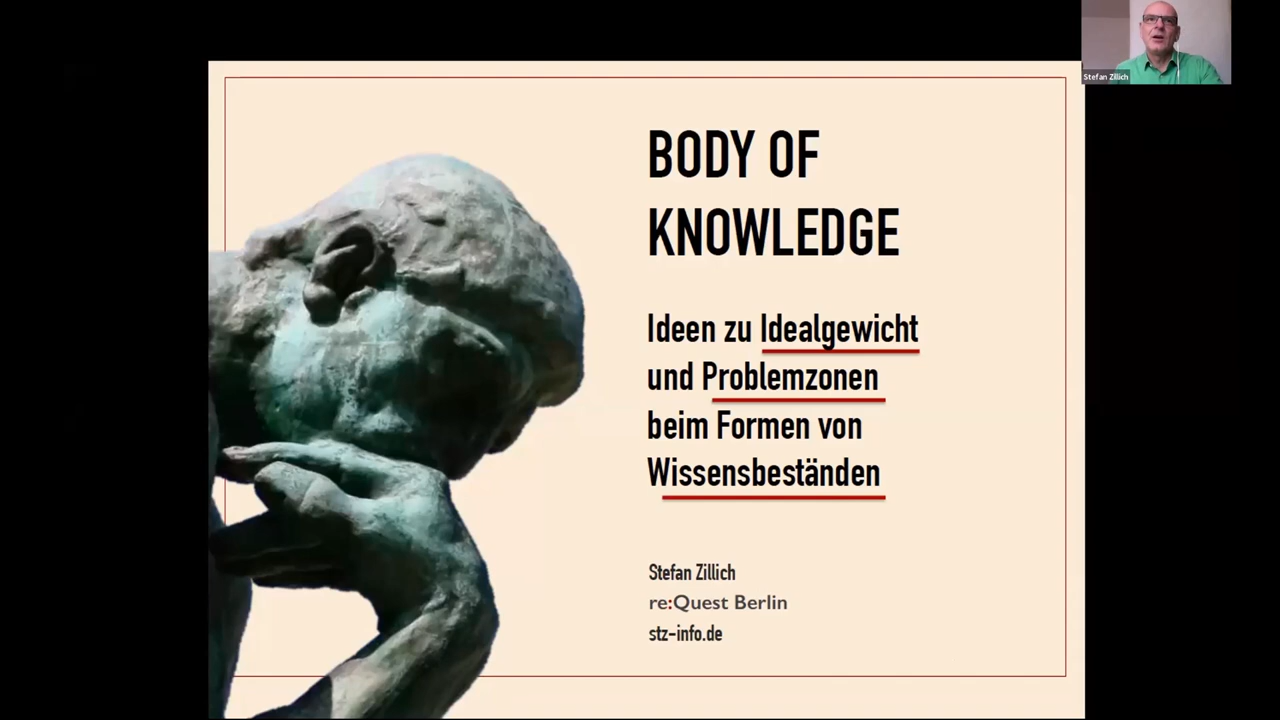 Stefan Zillich
BODY OF
KNOWLEDGE
Ideen zu Idealgewicht
und Problemzonen
beim Formen von
Wissensbeständen
Stefan Zillich
re:Quest Berlin
stz-info.de